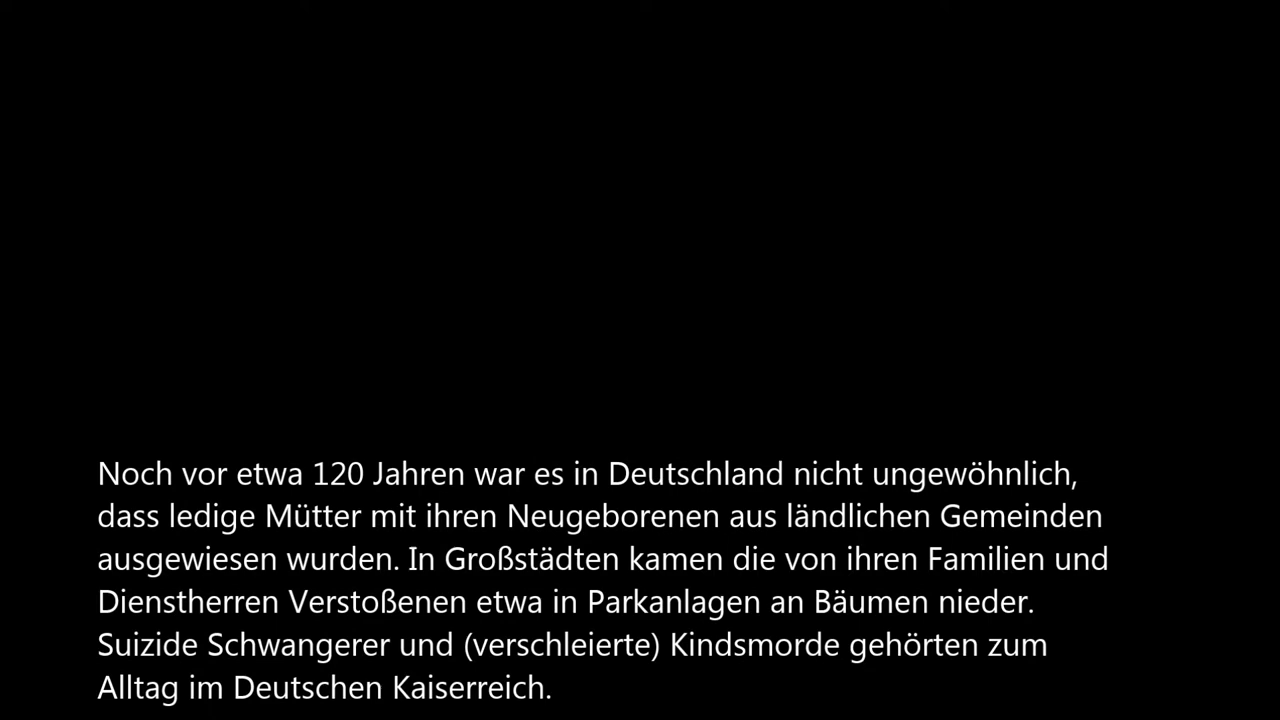 Noch vor etwa 120 Jahren war es in Deutschland nicht ungewöhnlich,
dass ledige Mütter mit ihren Neugeborenen aus ländlichen Gemeinden
ausgewiesen wurden. In Großstädten kamen die von ihren Familien und
Dienstherren Verstoßenen etwa in Parkanlagen an Bäumen nieder.
Suizide Schwangerer und (verschleierte) Kindsmorde gehörten zum
Alltag im Deutschen Kaiserreich.